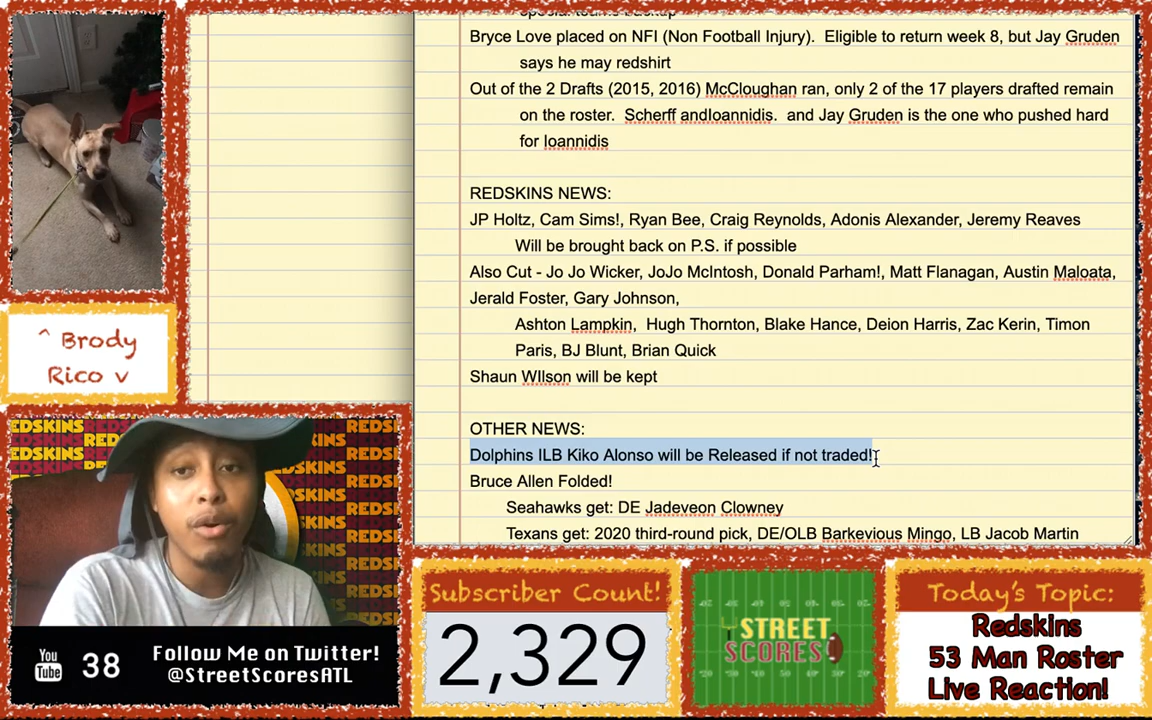 special teams backup
Bryce Love placed on NFI (Non Football Injury).  Eligible to return week 8, but Jay Gruden
says he may redshirt
Out of the 2 Drafts (2015, 2016) McCloughan ran, only 2 of the 17 players drafted remain
on the roster.  Scherff andIoannidis.  and Jay Gruden is the one who pushed hard
for Ioannidis
REDSKINS NEWS:
JP Holtz, Cam Sims!, Ryan Bee, Craig Reynolds, Adonis Alexander, Jeremy Reaves
Will be brought back on P.S. if possible
Also Cut - Jo Jo Wicker, JoJo McIntosh, Donald Parham!, Matt Flanagan, Austin Maloata,
Jerald Foster, Gary Johnson,
Ashton Lampkin,  Hugh Thornton, Blake Hance, Deion Harris, Zac Kerin, Timon
Paris, BJ Blunt, Brian Quick
Shaun WIlson will be kept
OTHER NEWS:
Dolphins ILB Kiko Alonso will be Released if not traded!
Bruce Allen Folded!
Seahawks get: DE Jadeveon Clowney
Texans get: 2020 third-round pick, DE/OLB Barkevious Mingo, LB Jacob Martin
^ Brody
Rico v
EDSKINS REDSKINS REDS
You
Tube
38
Follow Me on Twitter!
@StreetScoresATL
Subscriber Count!
2,329
STREET
SCORES
Today's Topic:
Redskins
53 Man Roster
Live Reaction!